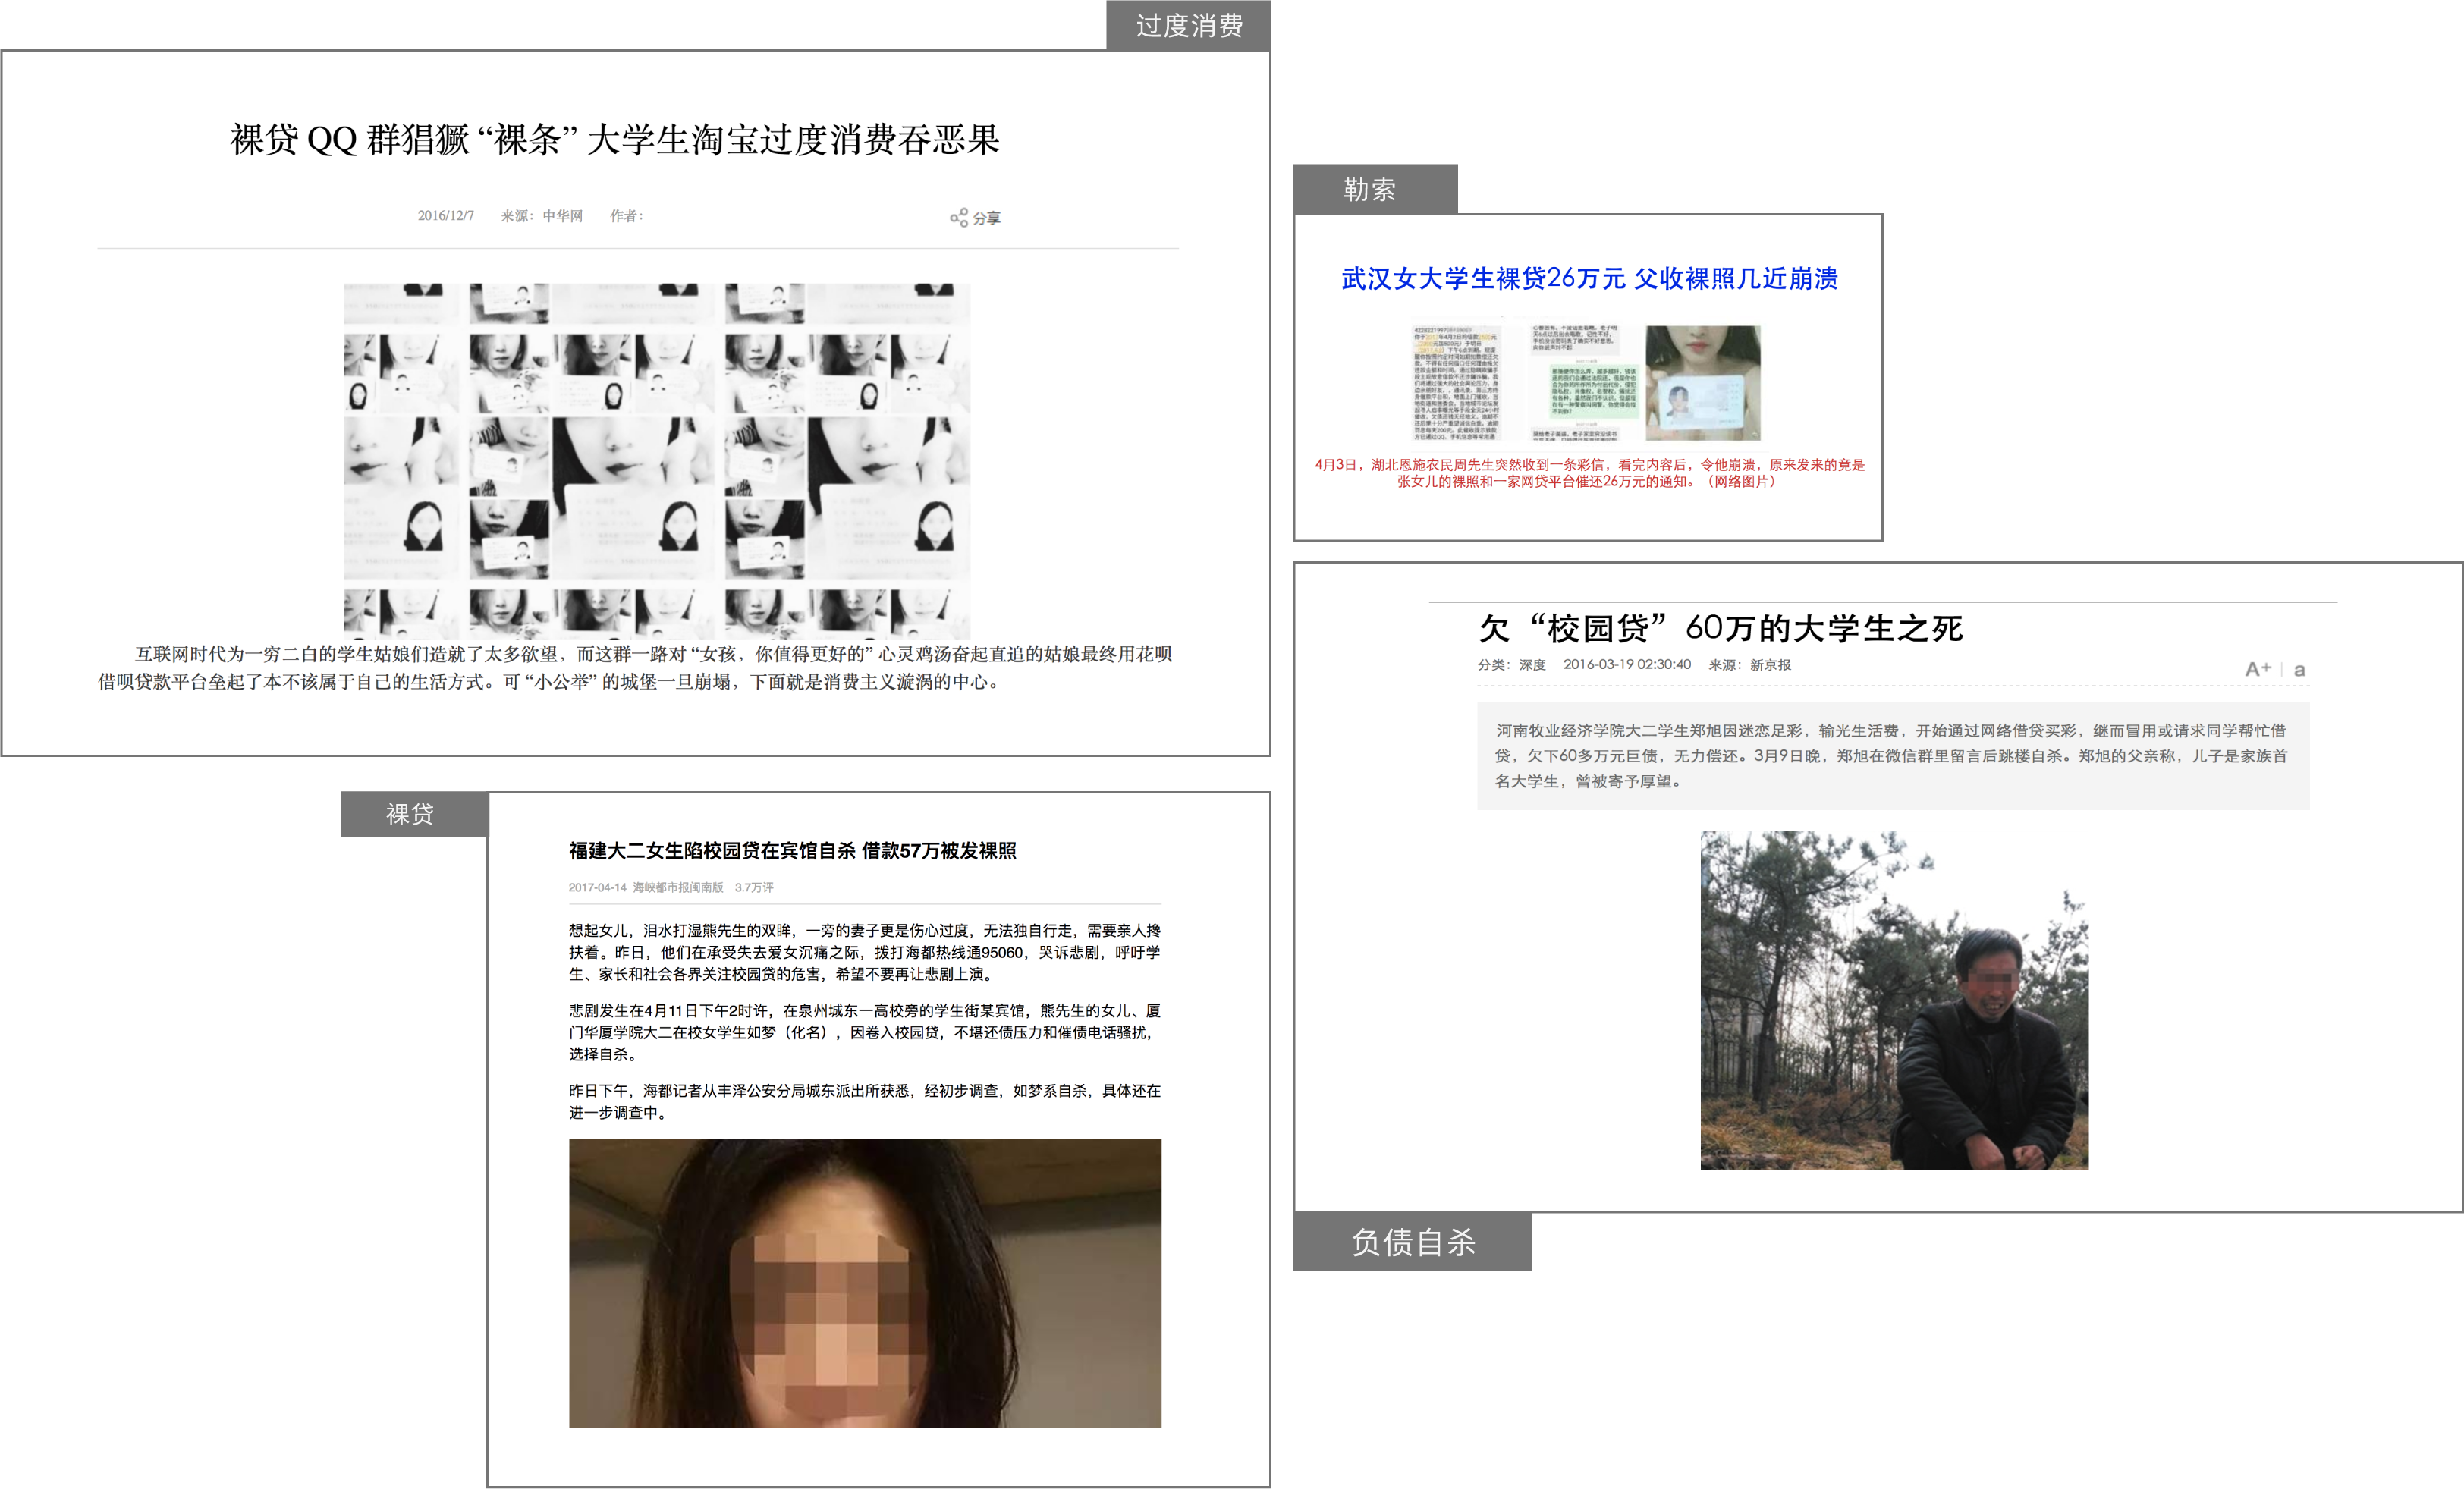 过度消费
裸贷 QQ 群猖獗 “裸条” 大学生淘宝过度消费吞恶果
2016/12/7 来源：中华网 作者：
分享
互联网时代为一穷二白的学生姑娘们造就了太多欲望，而这群一路对 “女孩，你值得更好的” 心灵鸡汤奋起直追的姑娘最终用花呗
借呗贷款平台垒起了本不该属于自己的生活方式。可 “小公举” 的城堡一旦崩塌，下面就是消费主义漩涡的中心。
勒索
武汉女大学生裸贷26万元 父收裸照几近崩溃
4月3日，湖北恩施农民周先生突然收到一条彩信，看完内容后，令他崩溃，原来发来的竟是
张女儿的裸照和一家网贷平台催还26万元的通知。（网络图片）
欠“校园贷”60万的大学生之死
分类：深度 2016-03-19 02:30:40 来源：新京报
A+ a
河南牧业经济学院大二学生郑旭因迷恋足彩，输光生活费，开始通过网络借贷买彩，继而冒用或请求同学帮忙借
贷，欠下60多万元巨债，无力偿还。3月9日晚，郑旭在微信群里留言后跳楼自杀。郑旭的父亲称，儿子是家族首
名大学生，曾被寄予厚望。
负债自杀
裸贷
福建大二女生陷校园贷在宾馆自杀 借款57万被发裸照
2017-04-14 海峡都市报闽南版 3.7万评
想起女儿，泪水打湿熊先生的双眸，一旁的妻子更是伤心过度，无法独自行走，需要亲人搀
扶着。昨日，他们在承受失去爱女沉痛之际，拨打海都热线通95060，哭诉悲剧，呼吁学
生、家长和社会各界关注校园贷的危害，希望不要再让悲剧上演。
悲剧发生在4月11日下午2时许，在泉州城东一高校旁的学生街某宾馆，熊先生的女儿、厦
门华厦学院大二在校女学生如梦（化名），因卷入校园贷，不堪还债压力和催债电话骚扰，
选择自杀。
昨日下午，海都记者从丰泽公安分局城东派出所获悉，经初步调查，如梦系自杀，具体还在
进一步调查中。